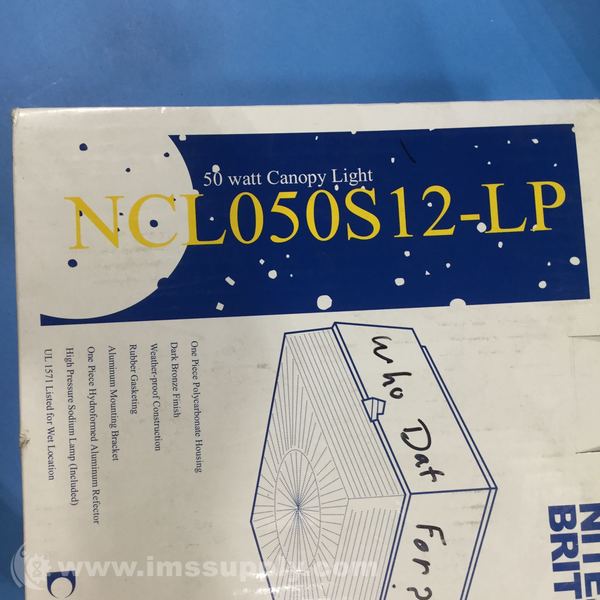 50 watt Canopy Light
NCL050S12-LP
One Piece Polycarbonate Housing
Dark Bronze Finish
Weather-proof Construction
Rubber Gasketing
Aluminum Mounting Bracket
One Piece Hydroformed Aluminum Refector
High Pressure Sodium Lamp (Included)
UL 1571 Listed for Wet Location
Who Dat For?
NITE
BRIT
www.imssupply.com